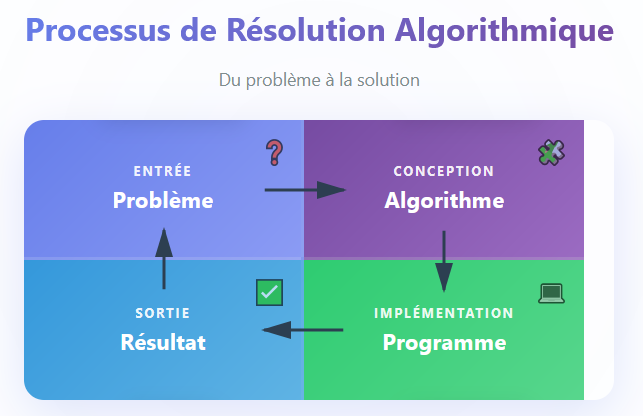 Processus de Résolution Algorithmique
Du problème à la solution
ENTRÉE
Problème
CONCEPTION
Algorithme
SORTIE
Résultat
IMPLÉMENTATION
Programme